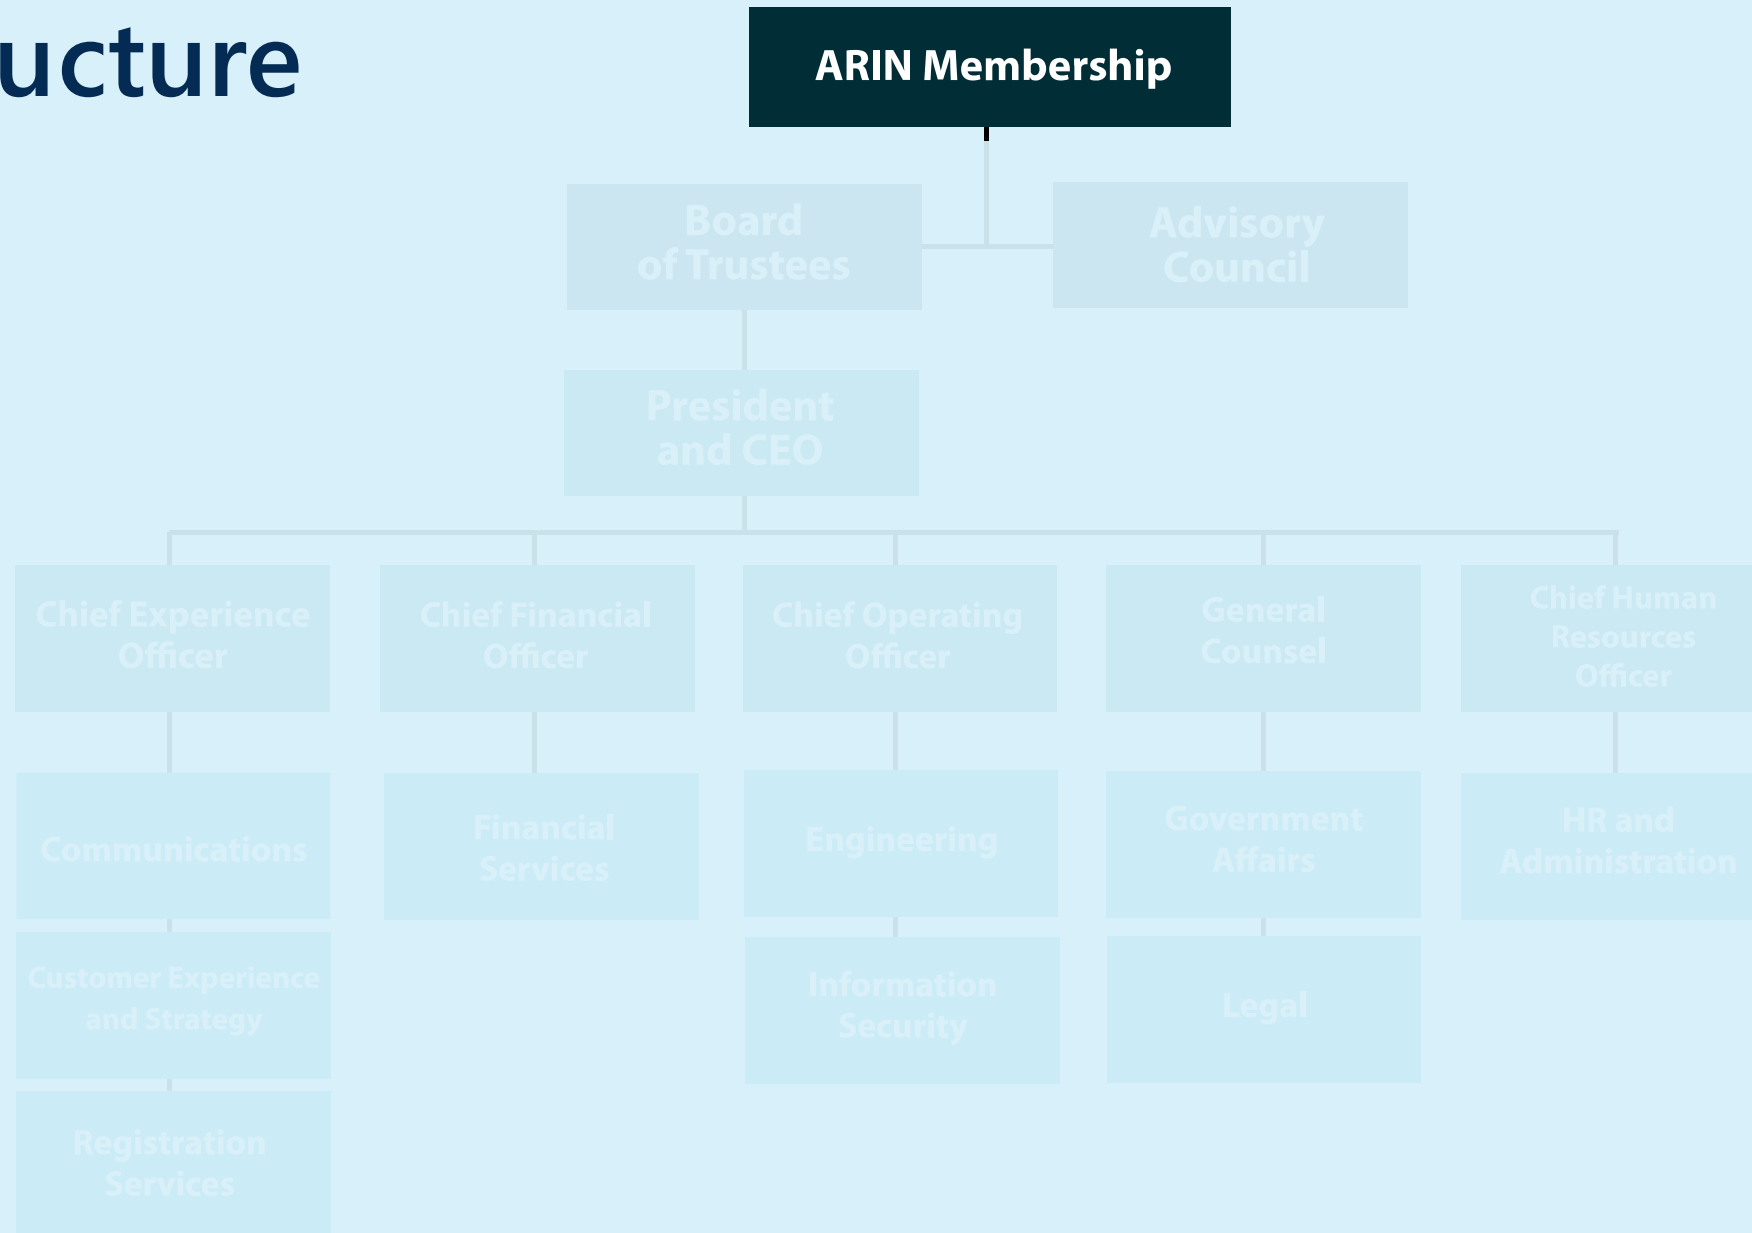 ucture
ARIN Membership
Board
of Trustees
Advisory
Council
President
and CEO
Chief Experience
Officer
Chief Financial
Officer
Chief Operating
Officer
General
Counsel
Chief Human
Resources
Officer
Communications
Financial
Services
Engineering
Government
Affairs
HR and
Administration
Customer Experience
and Strategy
Information
Security
Legal
Registration
Services